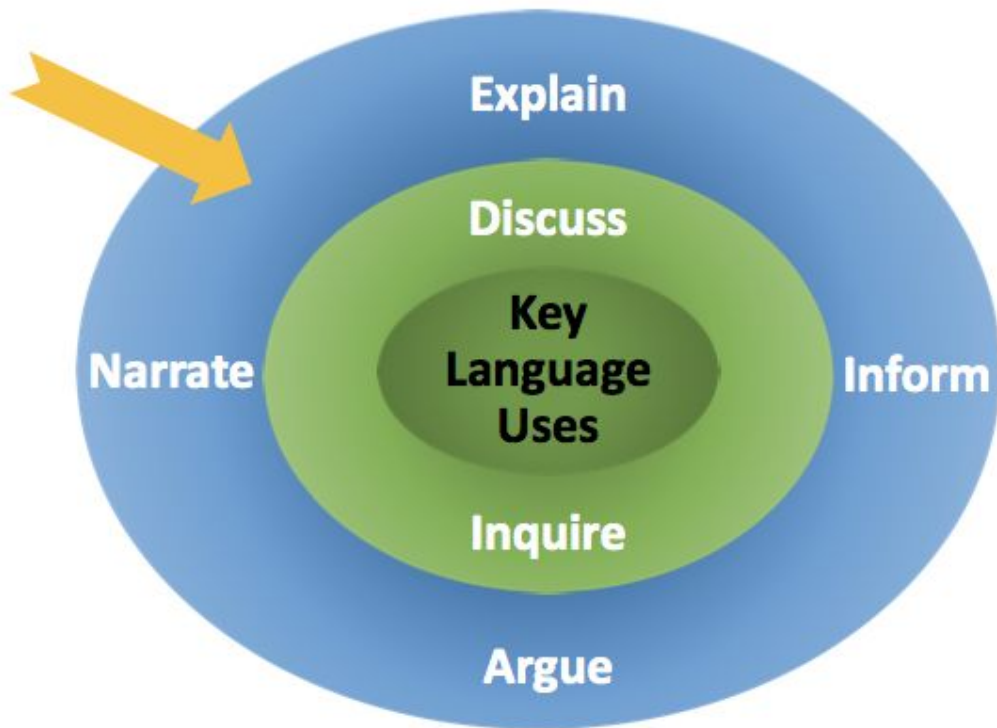 Explain
Discuss
Key
Language
Uses
Narrate
Inform
Inquire
Argue